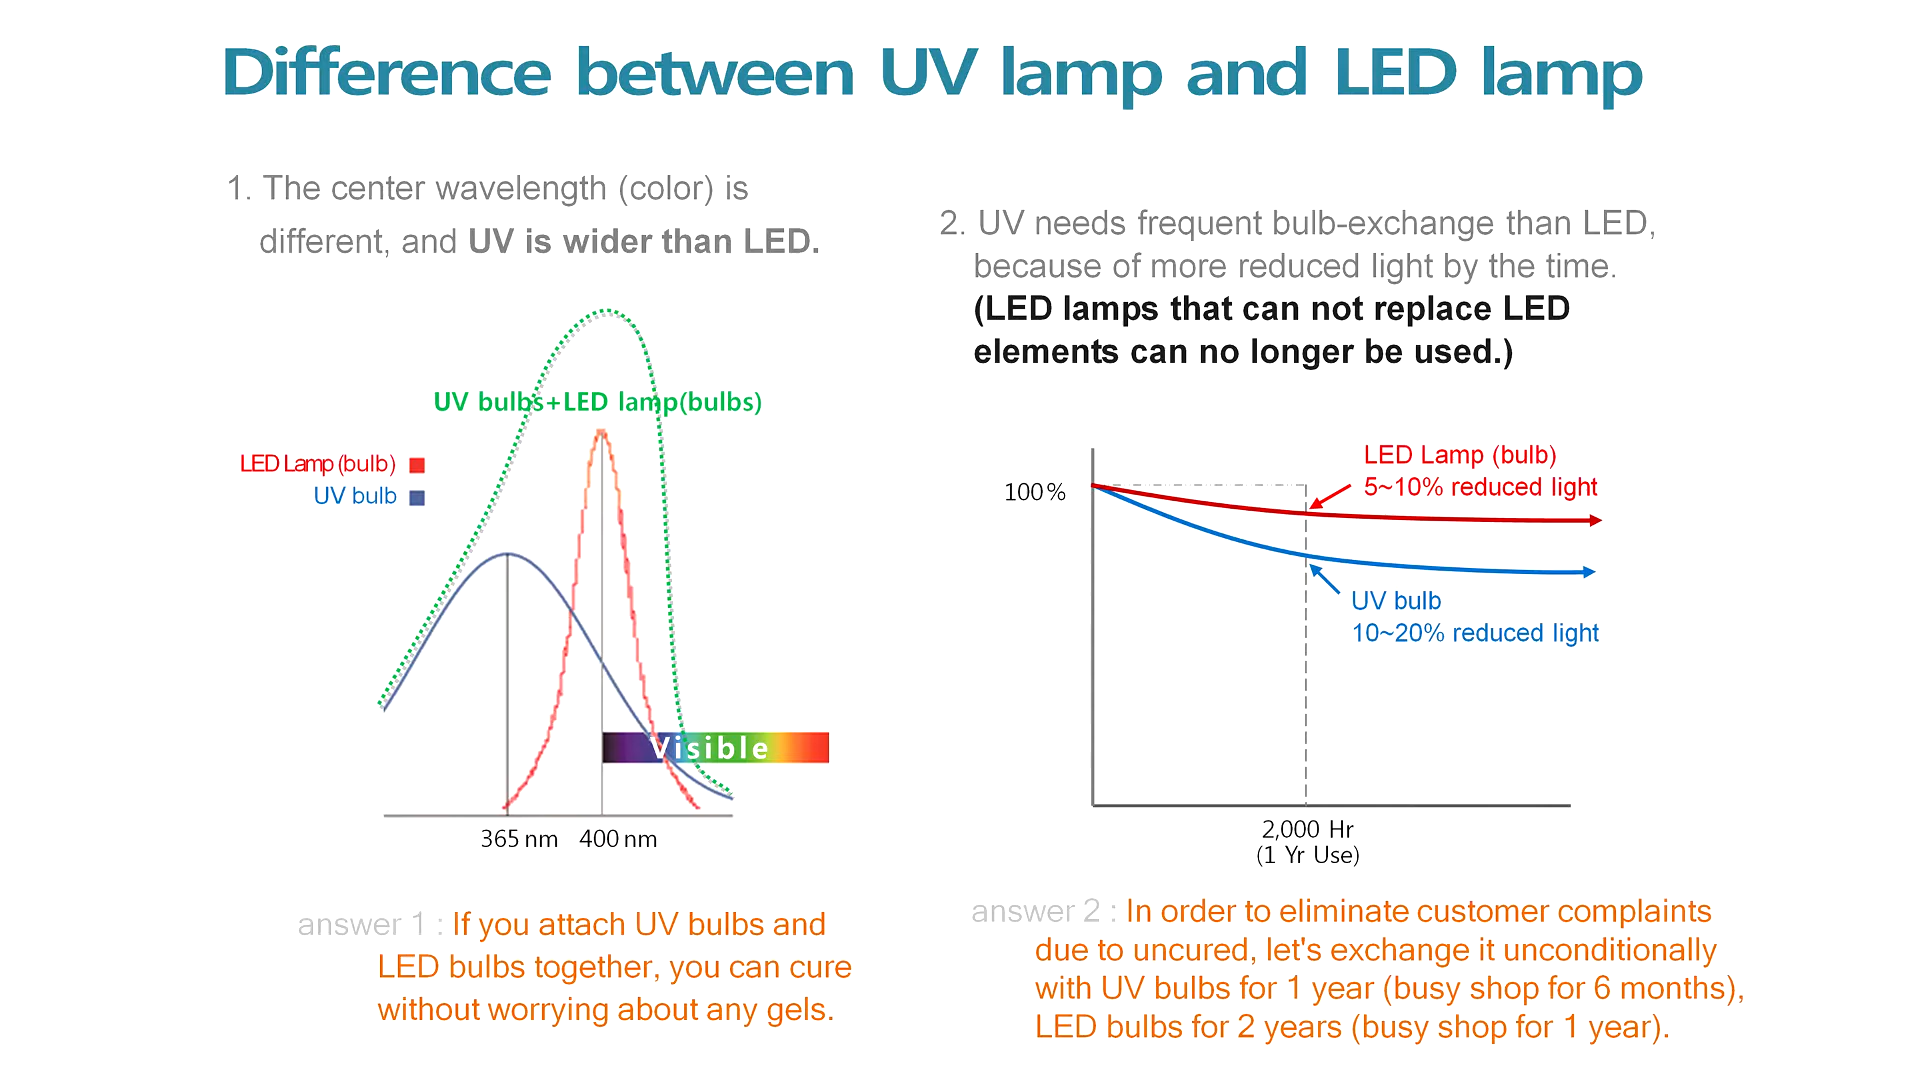 Difference between UV lamp and LED lamp
1. The center wavelength (color) is
different, and UV is wider than LED.
UV bulbs+LED lamp(bulbs)
LED Lamp (bulb)
UV bulb
Visible
365 nm 400 nm
answer 1 : If you attach UV bulbs and
LED bulbs together, you can cure
without worrying about any gels.
2. UV needs frequent bulb-exchange than LED,
because of more reduced light by the time.
(LED lamps that can not replace LED
elements can no longer be used.)
100%
LED Lamp (bulb)
5~10% reduced light
UV bulb
10~20% reduced light
2,000 Hr
(1 Yr Use)
answer 2 : In order to eliminate customer complaints
due to uncured, let's exchange it unconditionally
with UV bulbs for 1 year (busy shop for 6 months),
LED bulbs for 2 years (busy shop for 1 year).